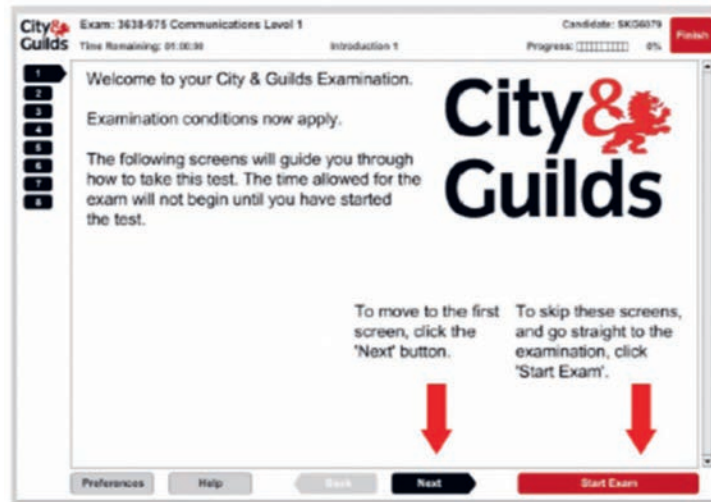 City&
Guilds
Exam: 3638-975 Communications Level 1
Candidate: SKG6079
Finish
Time Remaining: 01:00:00
Introduction 1
Progress:
0%
1
2
3
4
5
6
7
8
Welcome to your City & Guilds Examination.
Examination conditions now apply.
The following screens will guide you through
how to take this test. The time allowed for the
exam will not begin until you have started
the test.
City&
Guilds
To move to the first
screen, click the
'Next' button.
To skip these screens,
and go straight to the
examination, click
'Start Exam'.
Preferences
Help
Back
Next
Start Exam